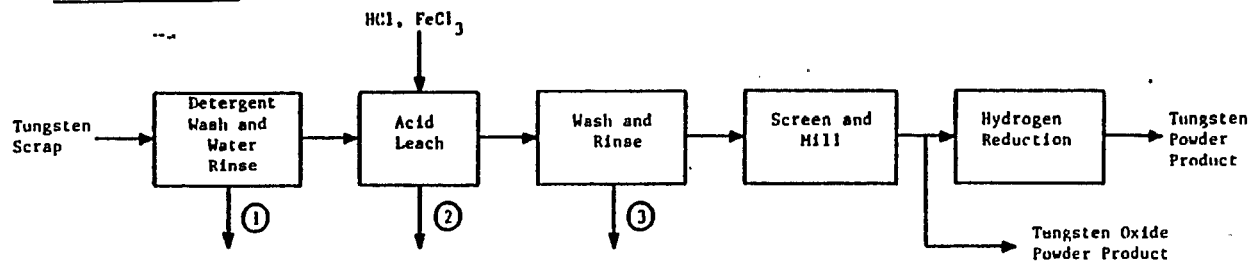 HCl, FeCl3
Tungsten
Scrap
Detergent
Wash and
Water
Rinse
Acid
Leach
Wash and
Rinse
Screen and
Mill
Hydrogen
Reduction
Tungsten
Powder
Product
1
2
3
Tungsten Oxide
Powder Product